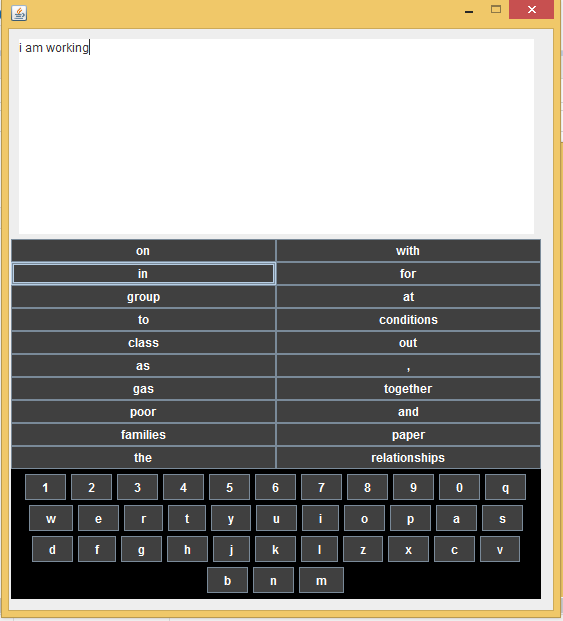 i am working
on with
in for
group at
to conditions
class out
as ,
gas together
poor and
families paper
the relationships
1 2 3 4 5 6 7 8 9 0 q
w e r t y u i o p a s
d f g h j k l z x c v
b n m